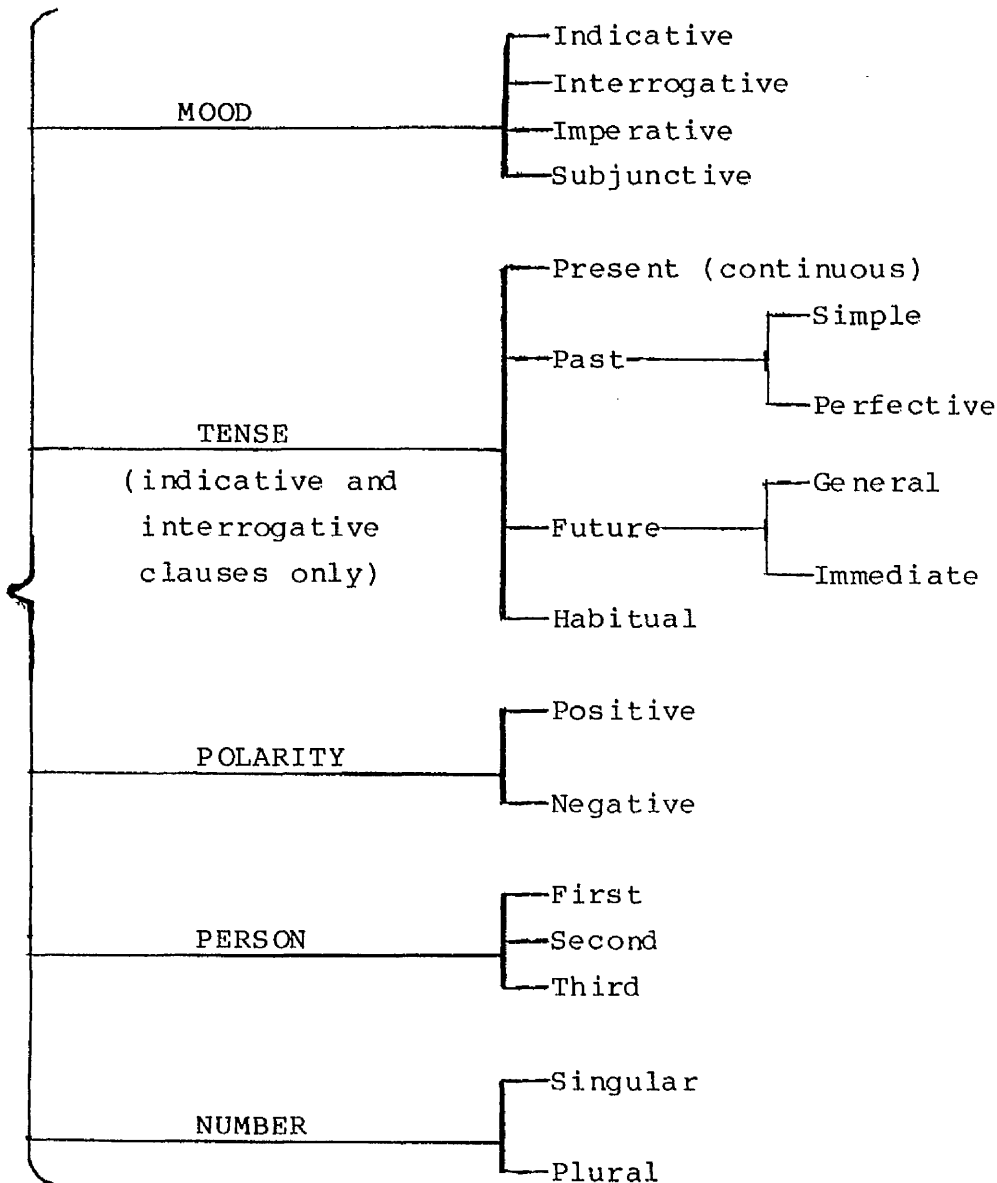 Indicative
Interrogative
MOOD
Imperative
Subjunctive
Present (continuous)
Simple
Past
Perfective
TENSE
(indicative and
interrogative
clauses only)
General
Future
Immediate
Habitual
Positive
POLARITY
Negative
First
PERSON
Second
Third
Singular
NUMBER
Plural